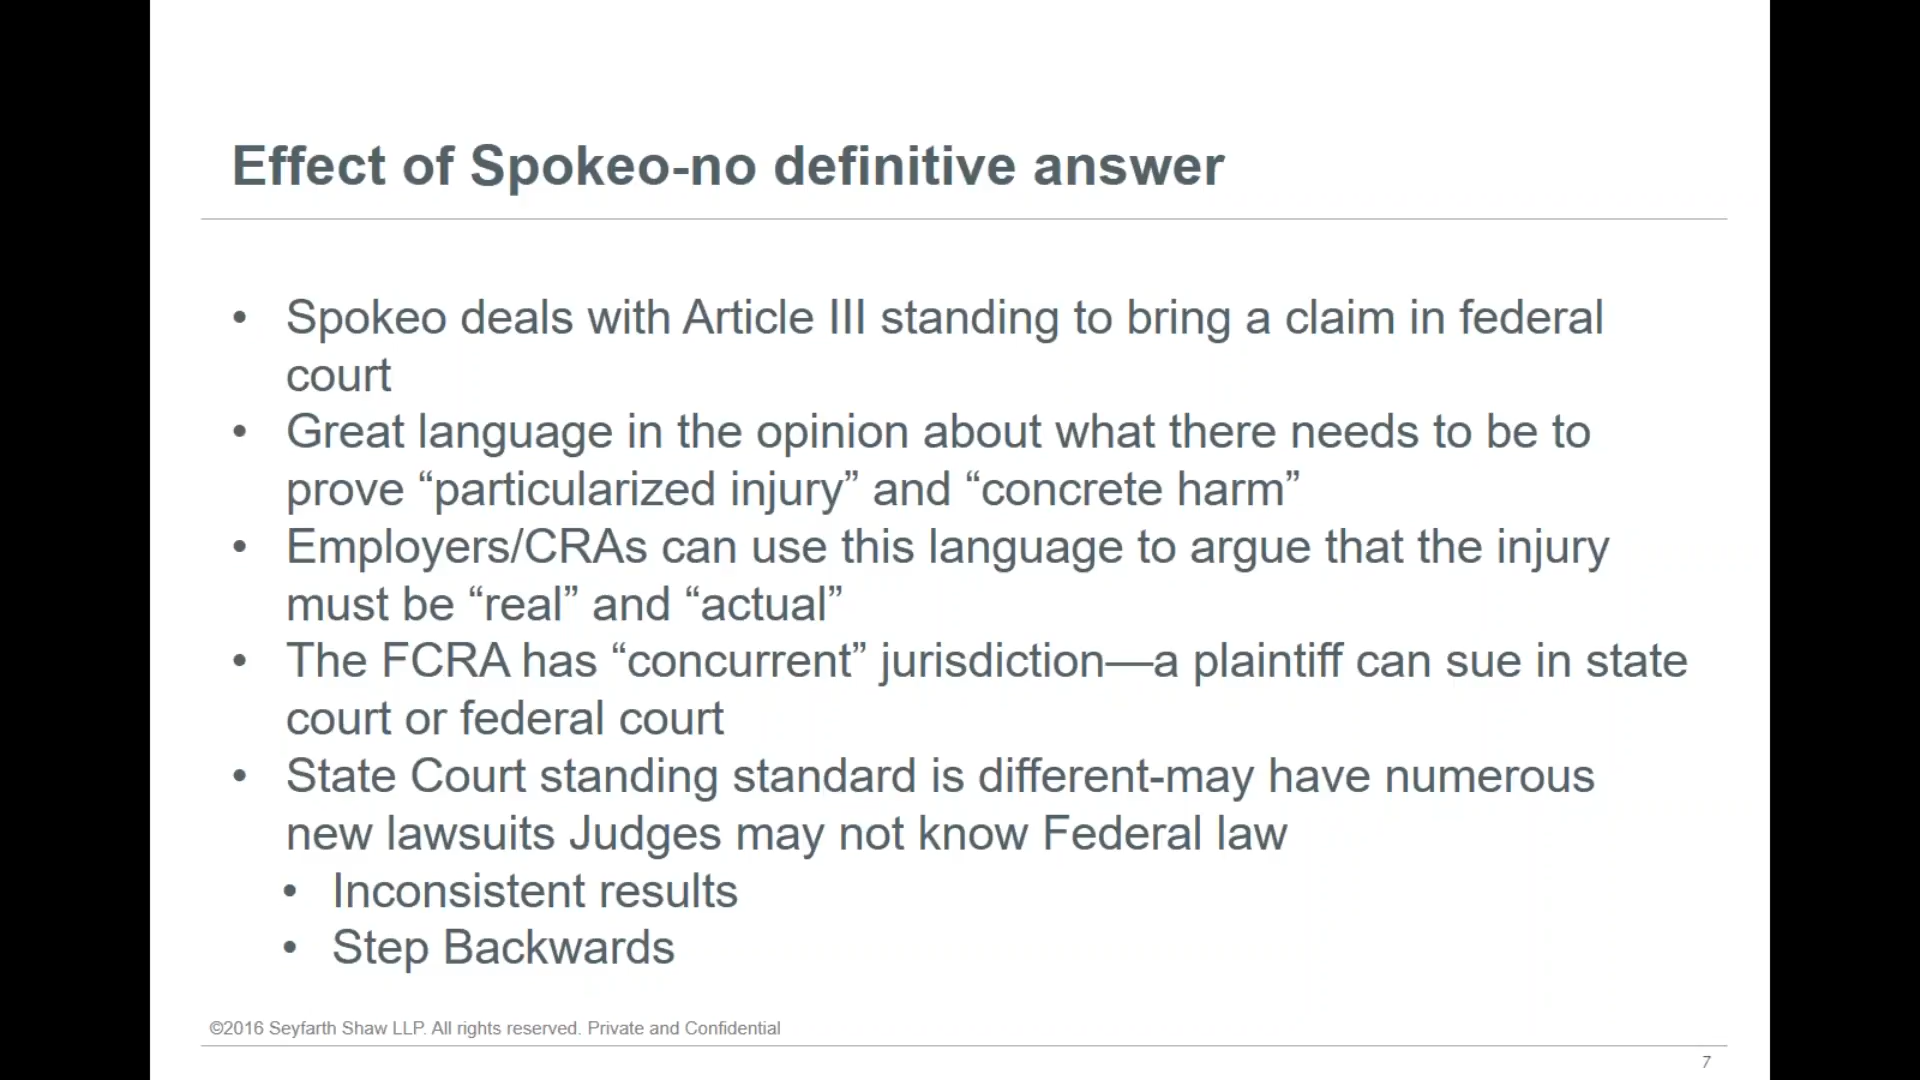 Effect of Spokeo-no definitive answer
• Spokeo deals with Article III standing to bring a claim in federal
court
• Great language in the opinion about what there needs to be to
prove “particularized injury” and “concrete harm”
• Employers/CRAs can use this language to argue that the injury
must be “real” and “actual”
• The FCRA has “concurrent” jurisdiction—a plaintiff can sue in state
court or federal court
• State Court standing standard is different-may have numerous
new lawsuits Judges may not know Federal law
• Inconsistent results
• Step Backwards
©2016 Seyfarth Shaw LLP. All rights reserved. Private and Confidential
7